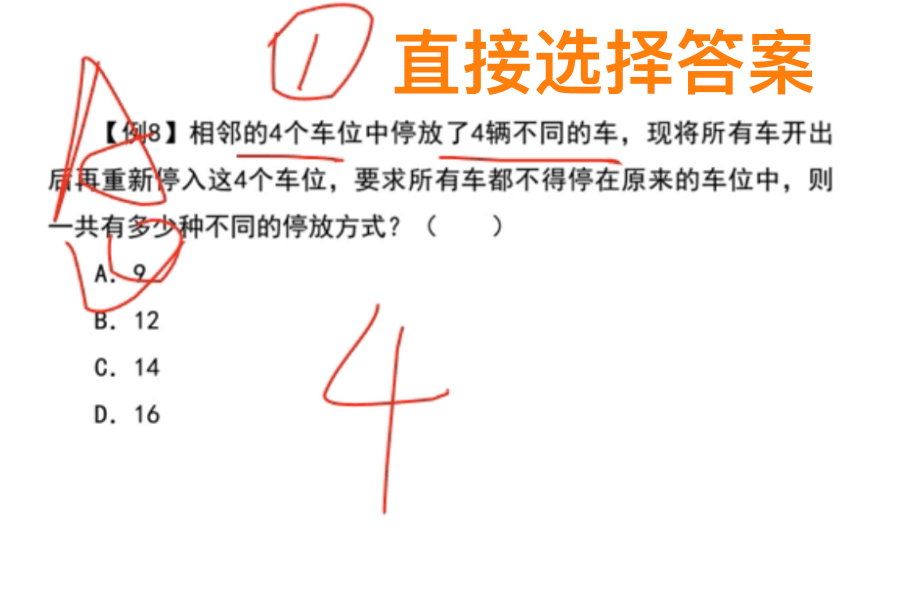 ① 直接选择答案
【例8】相邻的4个车位中停放了4辆不同的车，现将所有车开出
后再重新停入这4个车位，要求所有车都不得停在原来的车位中，则
一共有多少种不同的停放方式？（　　）
A. 9
B. 12
C. 14
D. 16
4